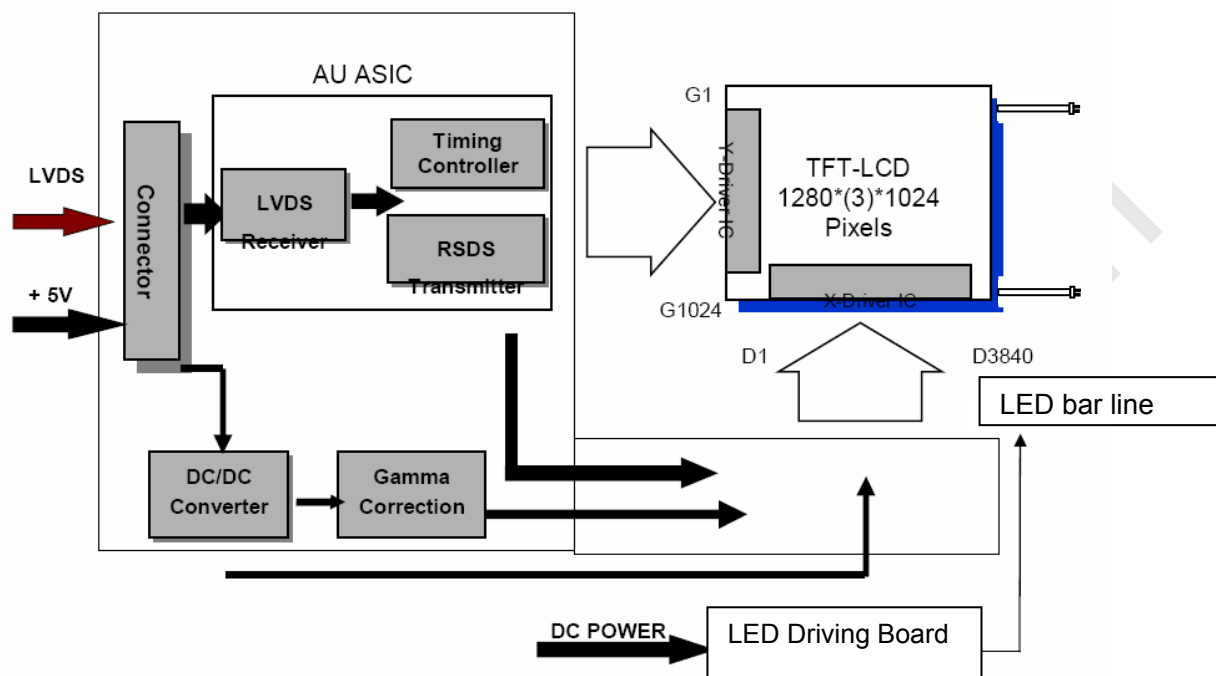 AU ASIC
LVDS
+ 5V
Connector
LVDS
Receiver
Timing
Controller
RSDS
Transmitter
DC/DC
Converter
Gamma
Correction
G1
Y-Driver IC
TFT-LCD
1280*(3)*1024
Pixels
X-Driver IC
G1024
D1
D3840
LED bar line
DC POWER
LED Driving Board